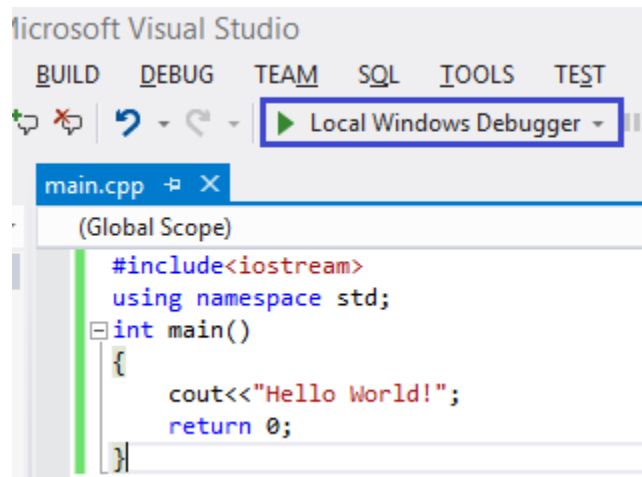 Microsoft Visual Studio
BUILD DEBUG TEAM SQL TOOLS TEST
Local Windows Debugger
main.cpp
(Global Scope)
#include<iostream>
using namespace std;
int main()
{
cout<<"Hello World!";
return 0;
}